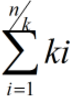 n/k
∑ ki
i=1